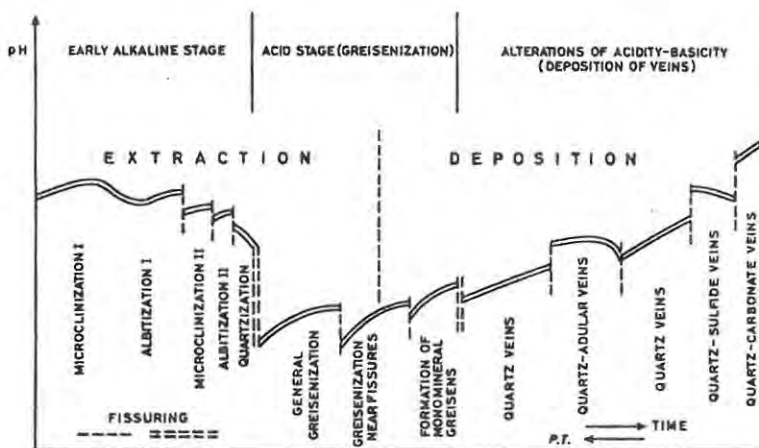 pH
EARLY ALKALINE STAGE
ACID STAGE (GREISENIZATION)
ALTERATIONS OF ACIDITY-BASICITY
(DEPOSITION OF VEINS)
EXTRACTION
DEPOSITION
MICROCLINIZATION I
ALBITIZATION I
MICROCLINIZATION II
ALBITIZATION II
QUARTZIZATION
GENERAL
GREISENIZATION
GREISENIZATION
NEAR FISSURES
FORMATION OF
MONOMINERAL
GREISENS
QUARTZ VEINS
QUARTZ-ADULAR VEINS
QUARTZ VEINS
QUARTZ-SULFIDE VEINS
QUARTZ-CARBONATE VEINS
FISSURING
TIME
P.T.